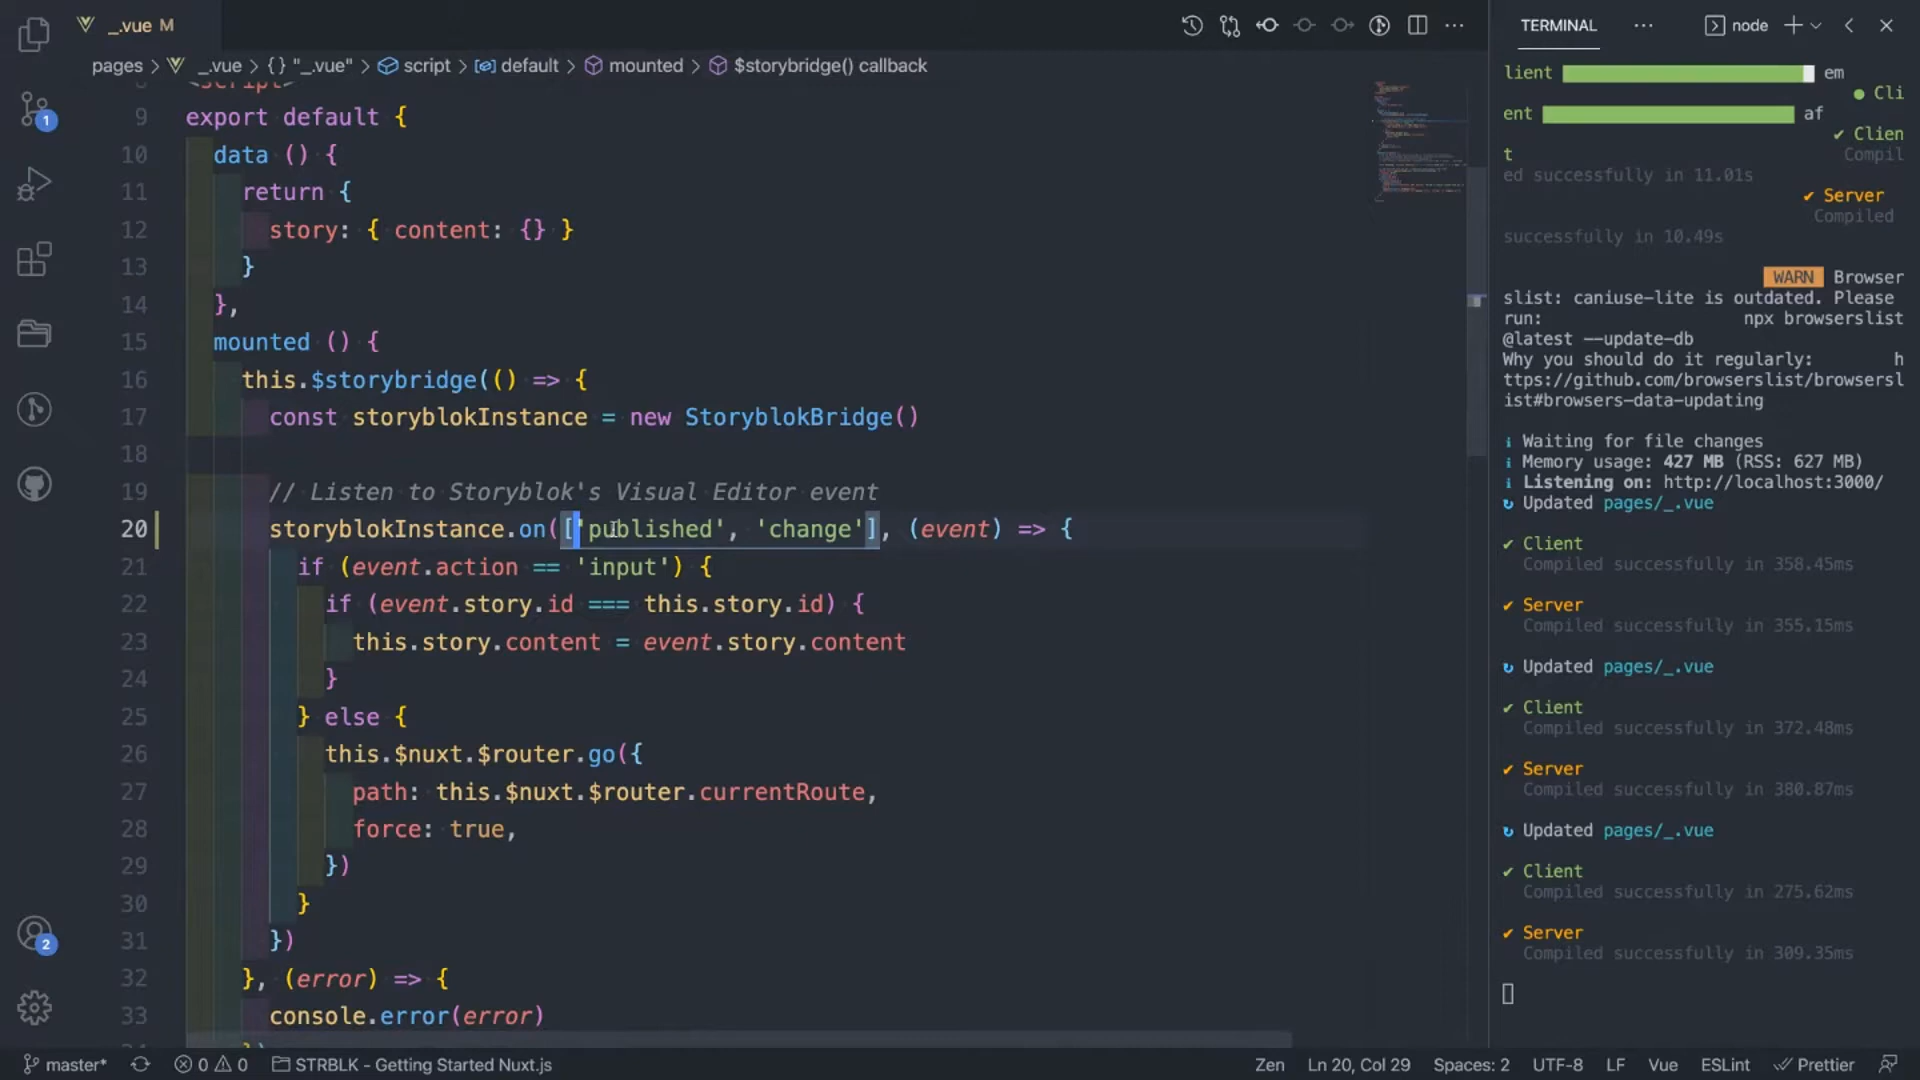 _.vue M
pages > _.vue > {} "_.vue" > script > default > mounted > $storybridge() callback
8 <script>
9 export default {
10 data () {
11 return {
12 story: { content: {} }
13 }
14 },
15 mounted () {
16 this.$storybridge(() => {
17 const storyblokInstance = new StoryblokBridge()
18
19 // Listen to Storyblok's Visual Editor event
20 storyblokInstance.on(['published', 'change'], (event) => {
21 if (event.action == 'input') {
22 if (event.story.id === this.story.id) {
23 this.story.content = event.story.content
24 }
25 } else {
26 this.$nuxt.$router.go({
27 path: this.$nuxt.$router.currentRoute,
28 force: true,
29 })
30 }
31 })
32 }, (error) => {
33 console.error(error)
1
2
TERMINAL ··· node
lient em
● Cli
ent af
✔ Clien
t Compil
ed successfully in 11.01s
✔ Server
Compiled
successfully in 10.49s
WARN Browser
slist: caniuse-lite is outdated. Please
run: npx browserslist
@latest --update-db
Why you should do it regularly: h
ttps://github.com/browserslist/browsersl
ist#browsers-data-updating
i Waiting for file changes
i Memory usage: 427 MB (RSS: 627 MB)
i Listening on: http://localhost:3000/
↻ Updated pages/_.vue
✔ Client
Compiled successfully in 358.45ms
✔ Server
Compiled successfully in 355.15ms
↻ Updated pages/_.vue
✔ Client
Compiled successfully in 372.48ms
✔ Server
Compiled successfully in 380.87ms
↻ Updated pages/_.vue
✔ Client
Compiled successfully in 275.62ms
✔ Server
Compiled successfully in 309.35ms
master* 0 0 STRBLK - Getting Started Nuxt.js Zen Ln 20, Col 29 Spaces: 2 UTF-8 LF Vue ESLint Prettier